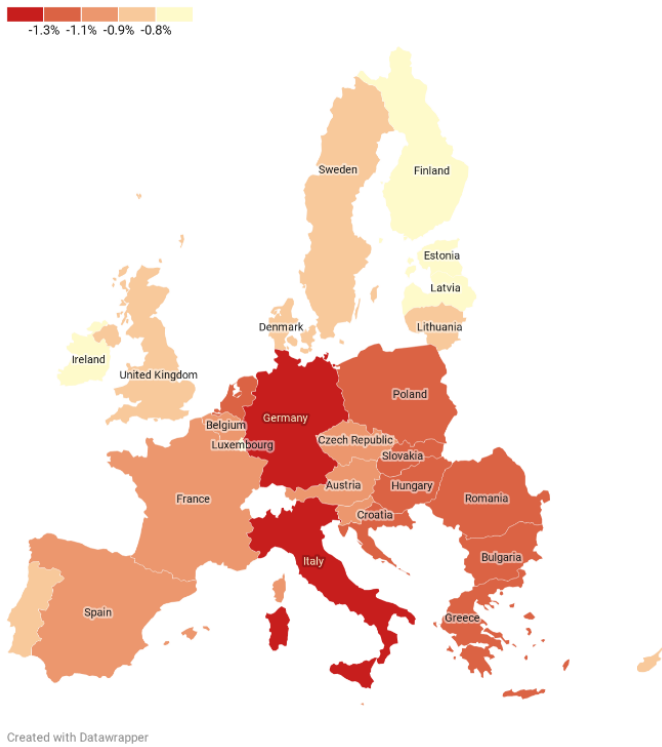 -1.3% -1.1% -0.9% -0.8%
Sweden
Finland
Estonia
Latvia
Denmark
Lithuania
Ireland
United Kingdom
Poland
Germany
Belgium
Czech Republic
Luxembourg
Slovakia
Austria
Hungary
France
Romania
Croatia
Bulgaria
Italy
Spain
Greece
Created with Datawrapper